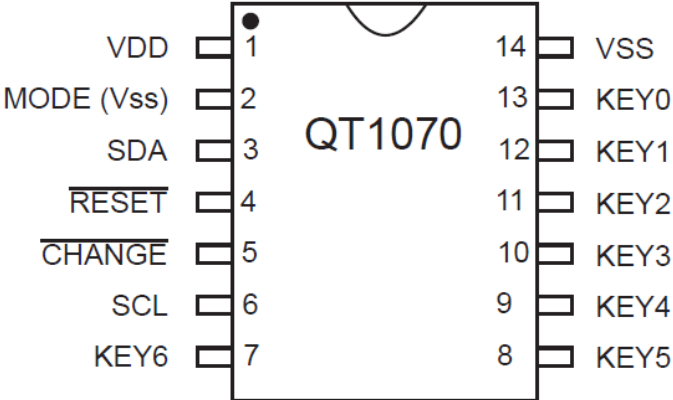 VDD 1 14 VSS
MODE (Vss) 2 13 KEY0
QT1070
SDA 3 12 KEY1
RESET 4 11 KEY2
CHANGE 5 10 KEY3
SCL 6 9 KEY4
KEY6 7 8 KEY5